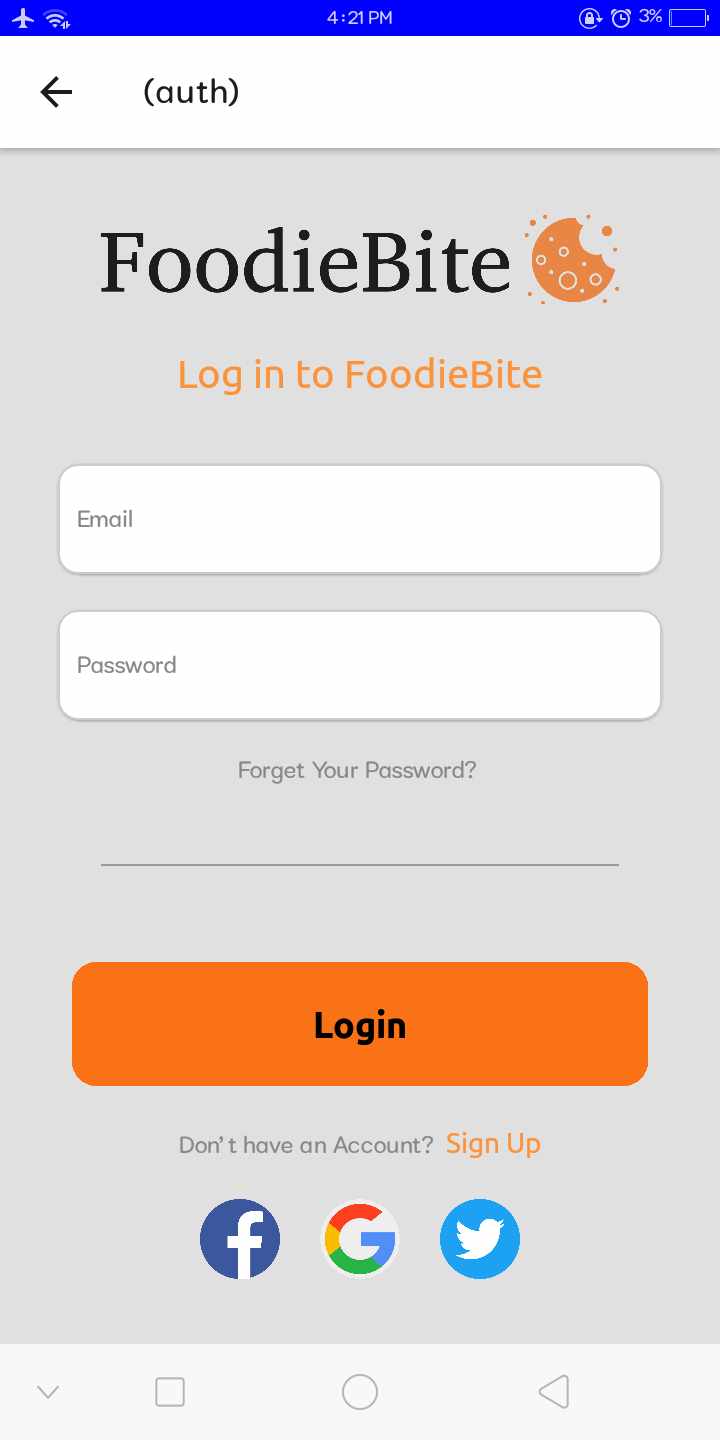 4:21 PM 3%
(auth)
FoodieBite
Log in to FoodieBite
Email
Password
Forget Your Password?
Login
Don't have an Account? Sign Up